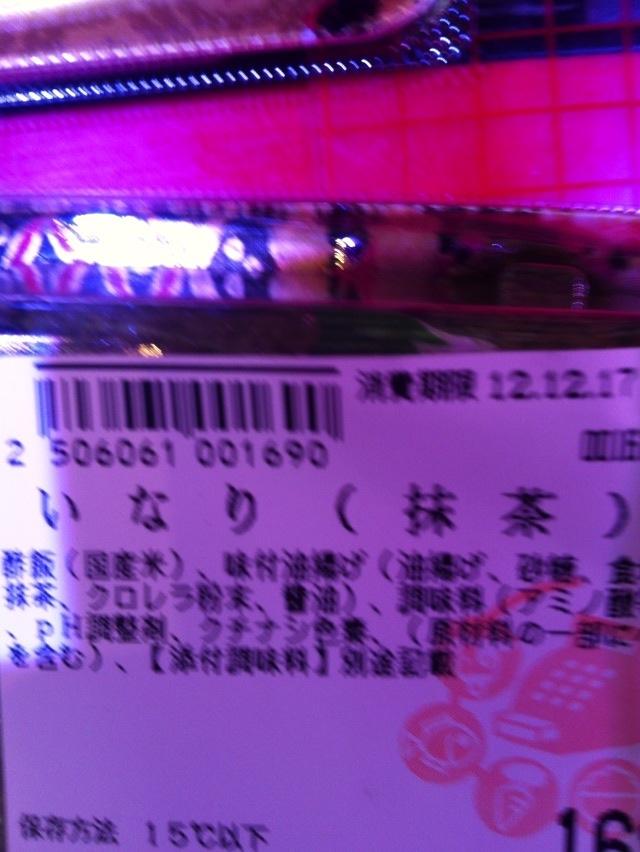 消費期限 12.12.17
2 506061 001690
いなり(抹茶)
酢飯(国産米)、味付油揚げ(油揚げ、砂糖、食
抹茶、クロレラ粉末、醤油)、調味料(アミノ酸
、pH調整剤、クチナシ色素、(原材料の一部に
を含む)、【添付調味料】別途記載
保存方法 15℃以下
16